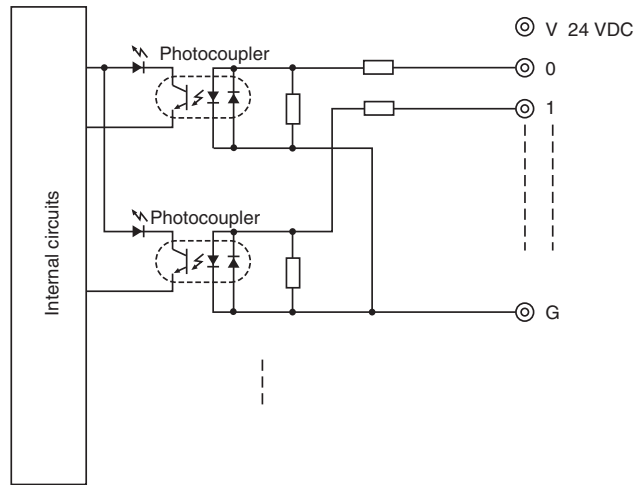 V 24 VDC
Photocoupler
0
1
Photocoupler
Internal circuits
G